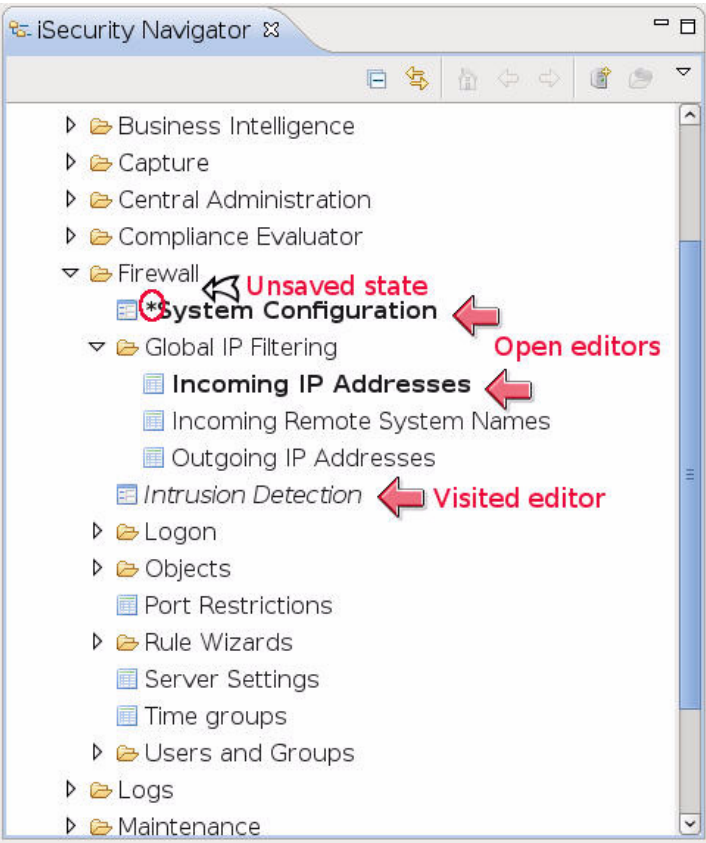 iSecurity Navigator
Business Intelligence
Capture
Central Administration
Compliance Evaluator
Firewall
Unsaved state
*System Configuration
Open editors
Global IP Filtering
Incoming IP Addresses
Incoming Remote System Names
Outgoing IP Addresses
Intrusion Detection
Visited editor
Logon
Objects
Port Restrictions
Rule Wizards
Server Settings
Time groups
Users and Groups
Logs
Maintenance